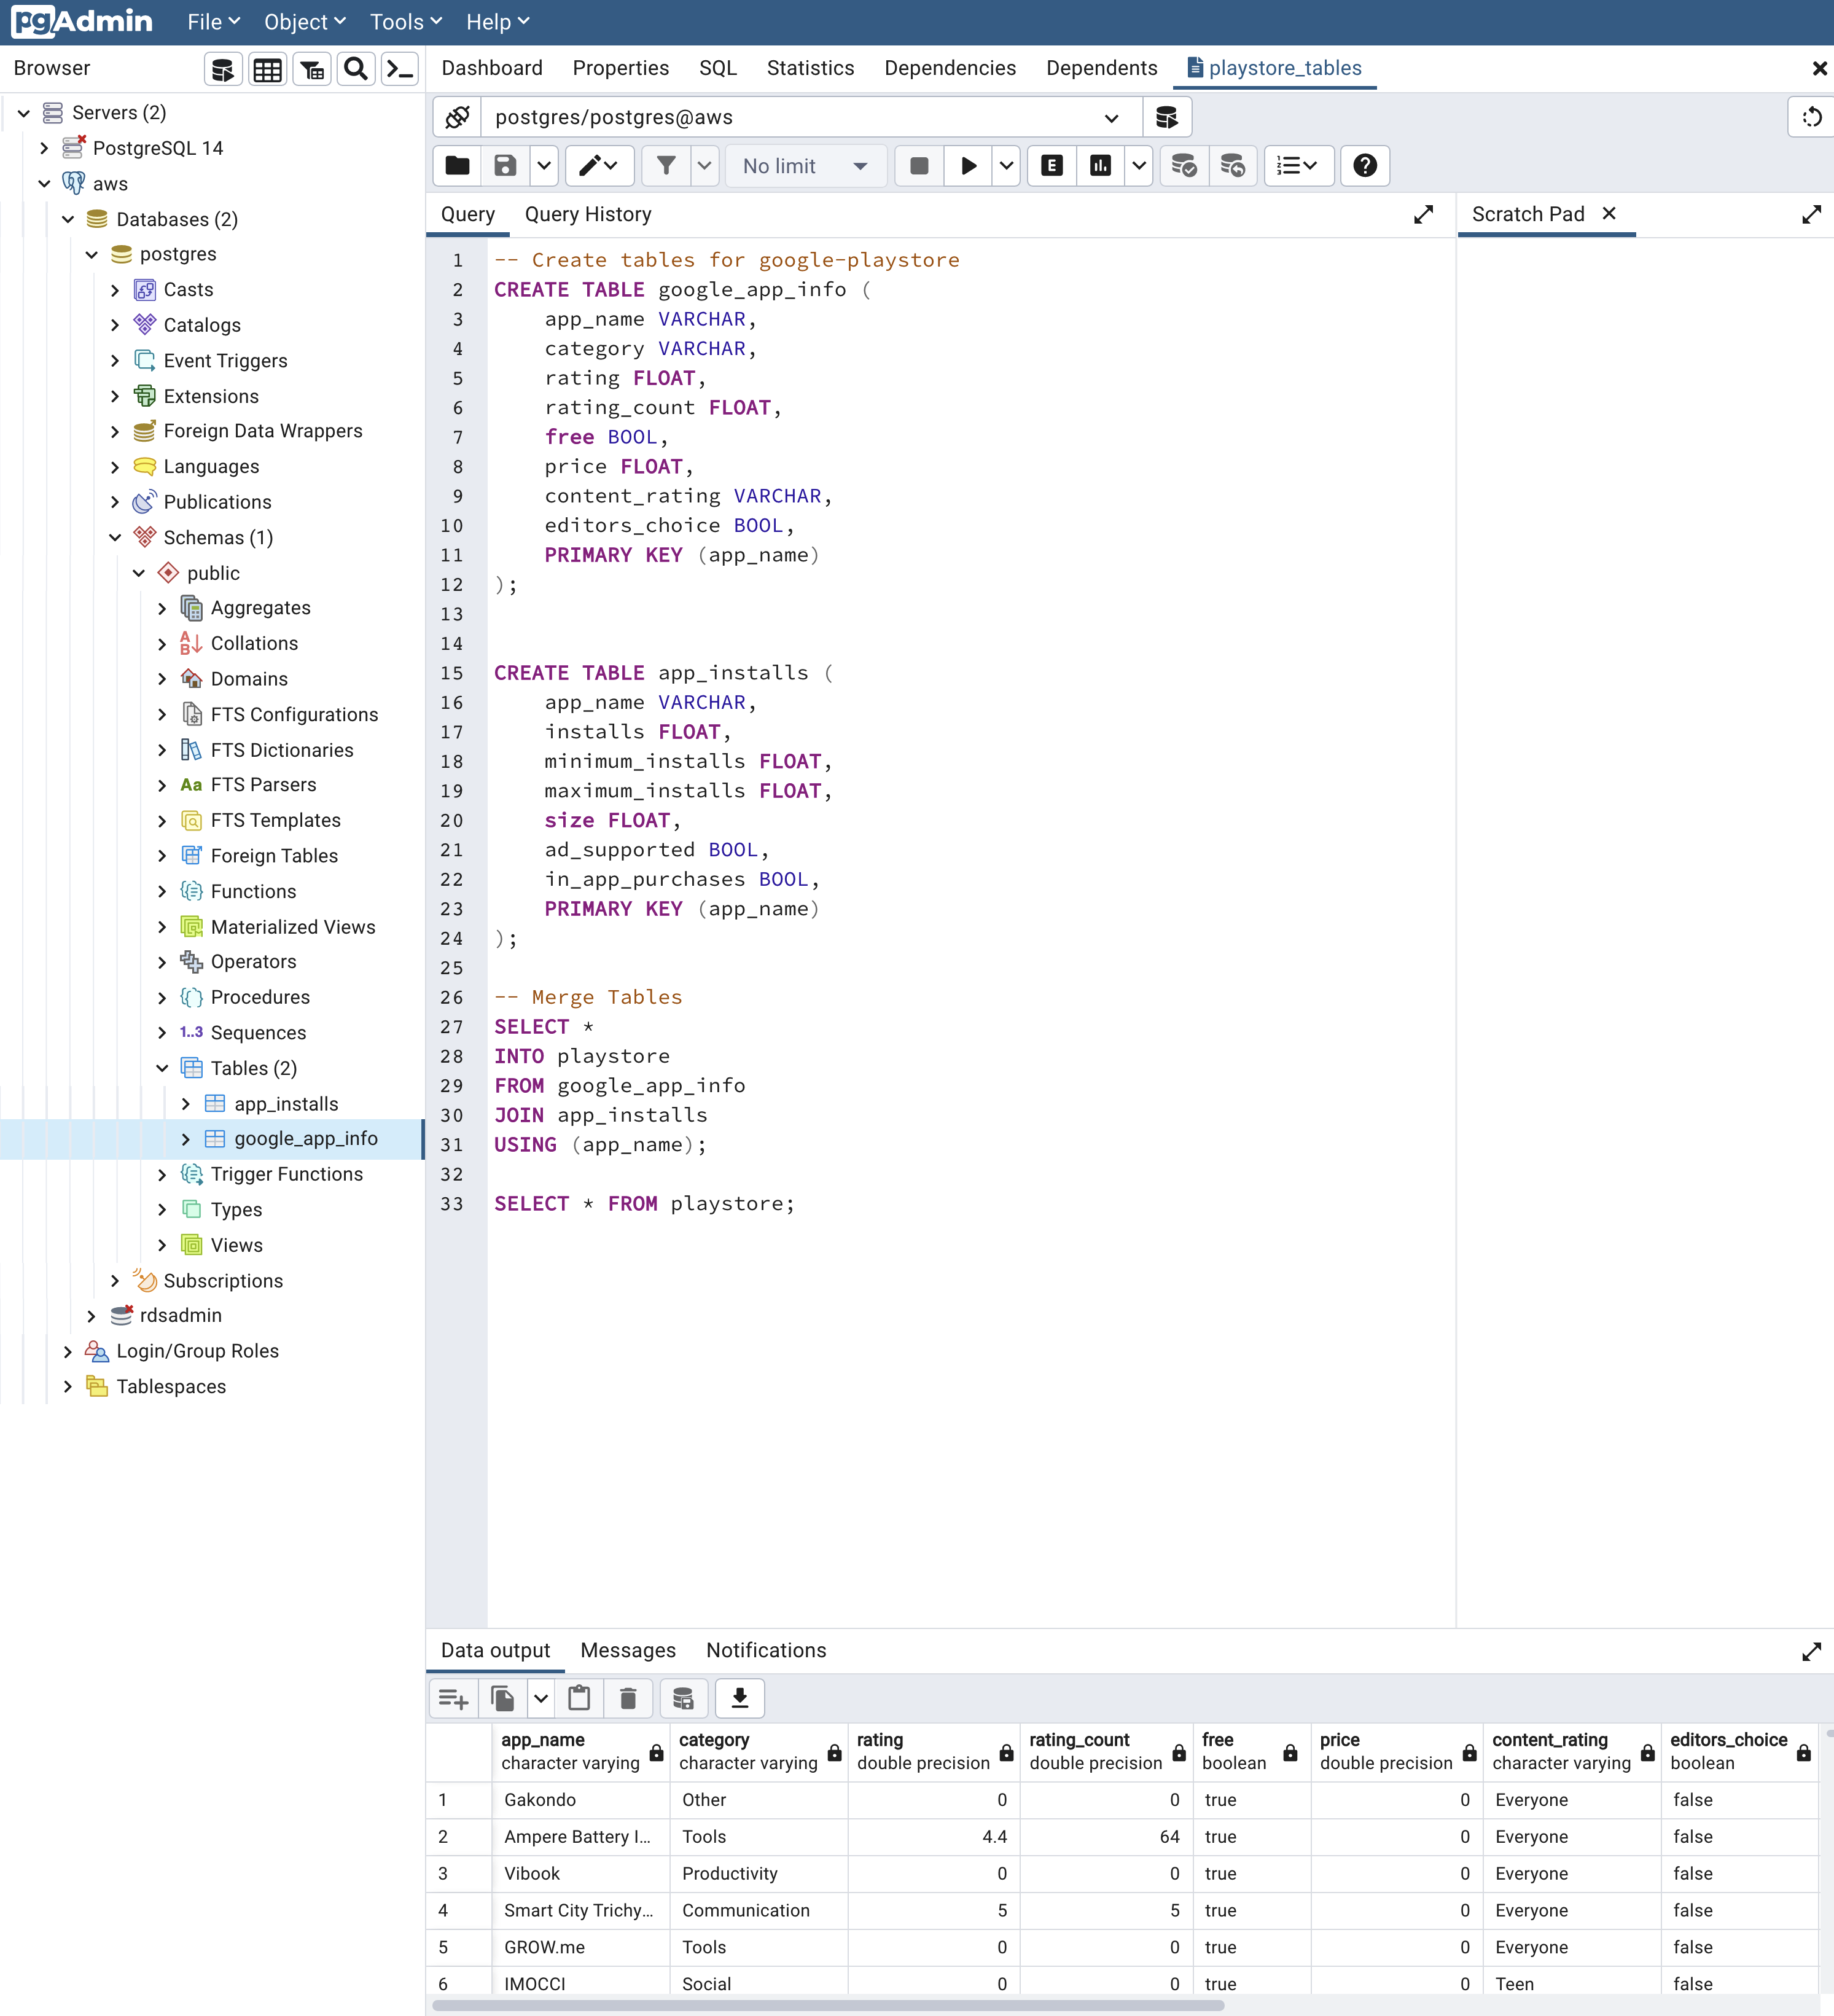 pgAdmin File Object Tools Help
Browser
Dashboard Properties SQL Statistics Dependencies Dependents playstore_tables
Servers (2)
PostgreSQL 14
aws
Databases (2)
postgres
Casts
Catalogs
Event Triggers
Extensions
Foreign Data Wrappers
Languages
Publications
Schemas (1)
public
Aggregates
Collations
Domains
FTS Configurations
FTS Dictionaries
Aa FTS Parsers
FTS Templates
Foreign Tables
Functions
Materialized Views
Operators
Procedures
1..3 Sequences
Tables (2)
app_installs
google_app_info
Trigger Functions
Types
Views
Subscriptions
rdsadmin
Login/Group Roles
Tablespaces
postgres/postgres@aws
No limit E
Query Query History
Scratch Pad
1 -- Create tables for google-playstore
2 CREATE TABLE google_app_info (
3 app_name VARCHAR,
4 category VARCHAR,
5 rating FLOAT,
6 rating_count FLOAT,
7 free BOOL,
8 price FLOAT,
9 content_rating VARCHAR,
10 editors_choice BOOL,
11 PRIMARY KEY (app_name)
12 );
13
14
15 CREATE TABLE app_installs (
16 app_name VARCHAR,
17 installs FLOAT,
18 minimum_installs FLOAT,
19 maximum_installs FLOAT,
20 size FLOAT,
21 ad_supported BOOL,
22 in_app_purchases BOOL,
23 PRIMARY KEY (app_name)
24 );
25
26 -- Merge Tables
27 SELECT *
28 INTO playstore
29 FROM google_app_info
30 JOIN app_installs
31 USING (app_name);
32
33 SELECT * FROM playstore;
Data output Messages Notifications
app_name category rating rating_count free price content_rating editors_choice
character varying character varying double precision double precision boolean double precision character varying boolean
1 Gakondo Other 0 0 true 0 Everyone false
2 Ampere Battery I... Tools 4.4 64 true 0 Everyone false
3 Vibook Productivity 0 0 true 0 Everyone false
4 Smart City Trichy... Communication 5 5 true 0 Everyone false
5 GROW.me Tools 0 0 true 0 Everyone false
6 IMOCCI Social 0 0 true 0 Teen false